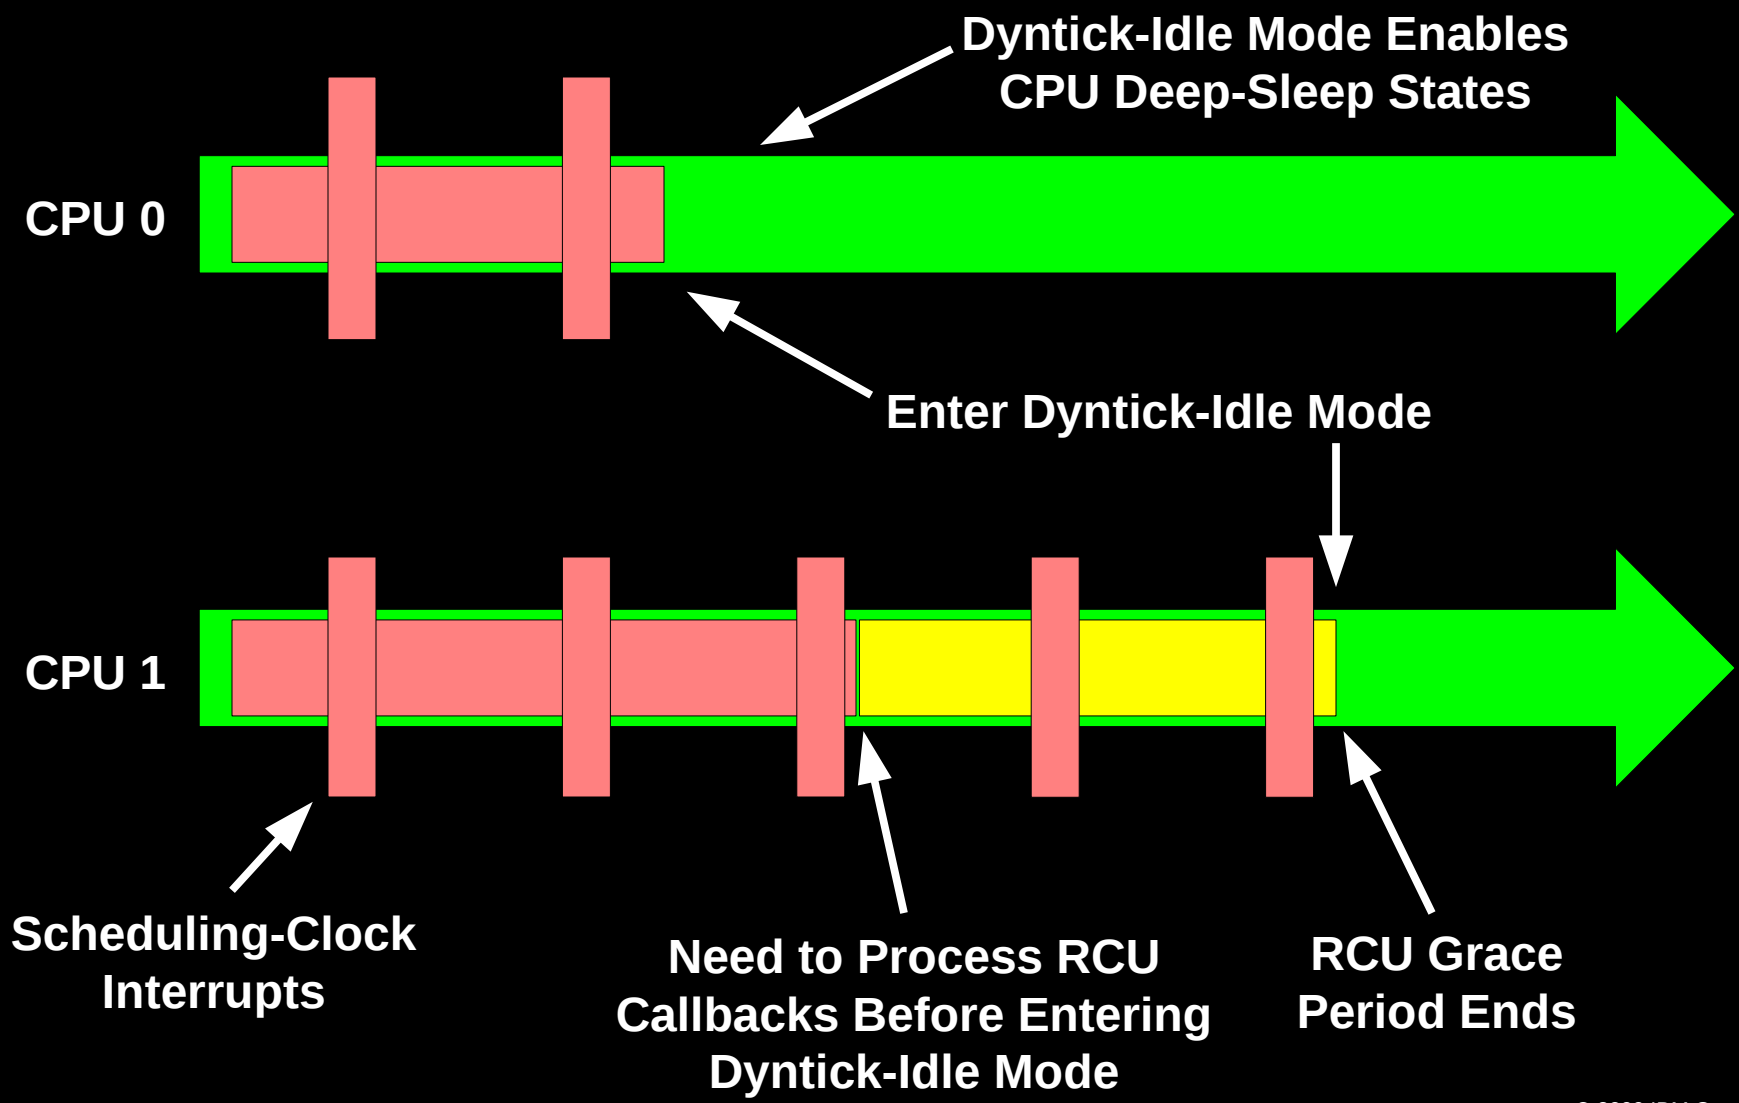 Dyntick-Idle Mode Enables
CPU Deep-Sleep States
CPU 0
Enter Dyntick-Idle Mode
CPU 1
Scheduling-Clock
Interrupts
Need to Process RCU
Callbacks Before Entering
Dyntick-Idle Mode
RCU Grace
Period Ends